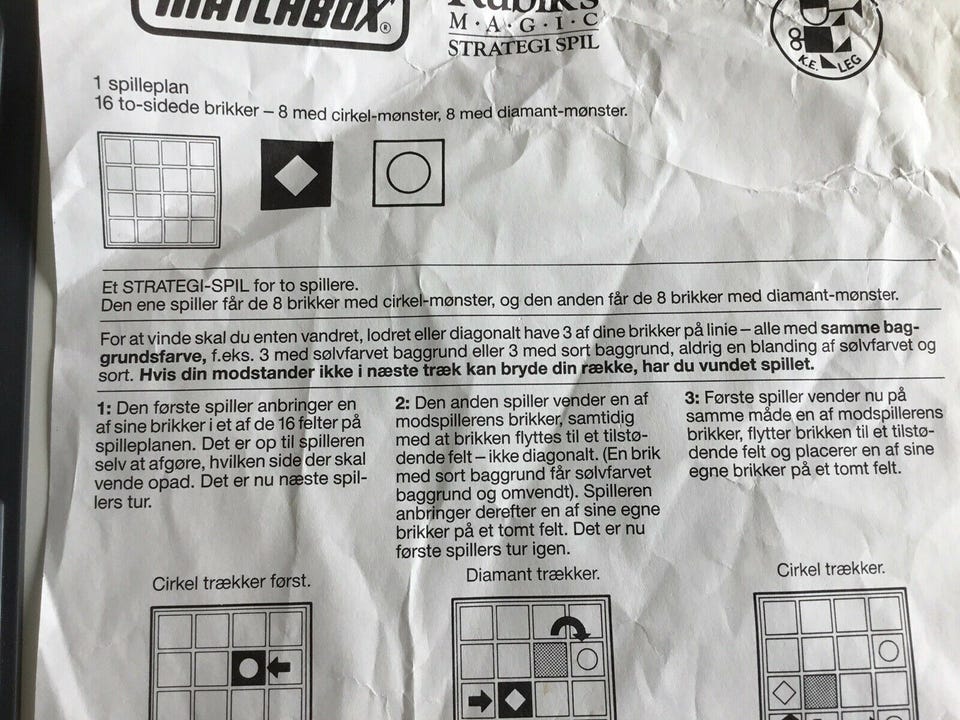 MATCHBOX®
Rubik's
M·A·G·I·C
STRATEGI SPIL
K.E. LEG
1 spilleplan
16 to-sidede brikker – 8 med cirkel-mønster, 8 med diamant-mønster.
Et STRATEGI-SPIL for to spillere.
Den ene spiller får de 8 brikker med cirkel-mønster, og den anden får de 8 brikker med diamant-mønster.
For at vinde skal du enten vandret, lodret eller diagonalt have 3 af dine brikker på linie – alle med samme bag-
grundsfarve, f.eks. 3 med sølvfarvet baggrund eller 3 med sort baggrund, aldrig en blanding af sølvfarvet og
sort. Hvis din modstander ikke i næste træk kan bryde din række, har du vundet spillet.
1: Den første spiller anbringer en
af sine brikker i et af de 16 felter på
spilleplanen. Det er op til spilleren
selv at afgøre, hvilken side der skal
vende opad. Det er nu næste spil-
lers tur.
2: Den anden spiller vender en af
modspillerens brikker, samtidig
med at brikken flyttes til et tilstø-
dende felt – ikke diagonalt. (En brik
med sort baggrund får sølvfarvet
baggrund og omvendt). Spilleren
anbringer derefter en af sine egne
brikker på et tomt felt. Det er nu
første spillers tur igen.
3: Første spiller vender nu på
samme måde en af modspillerens
brikker, flytter brikken til et tilstø-
dende felt og placerer en af sine
egne brikker på et tomt felt.
Cirkel trækker først.
Diamant trækker.
Cirkel trækker.